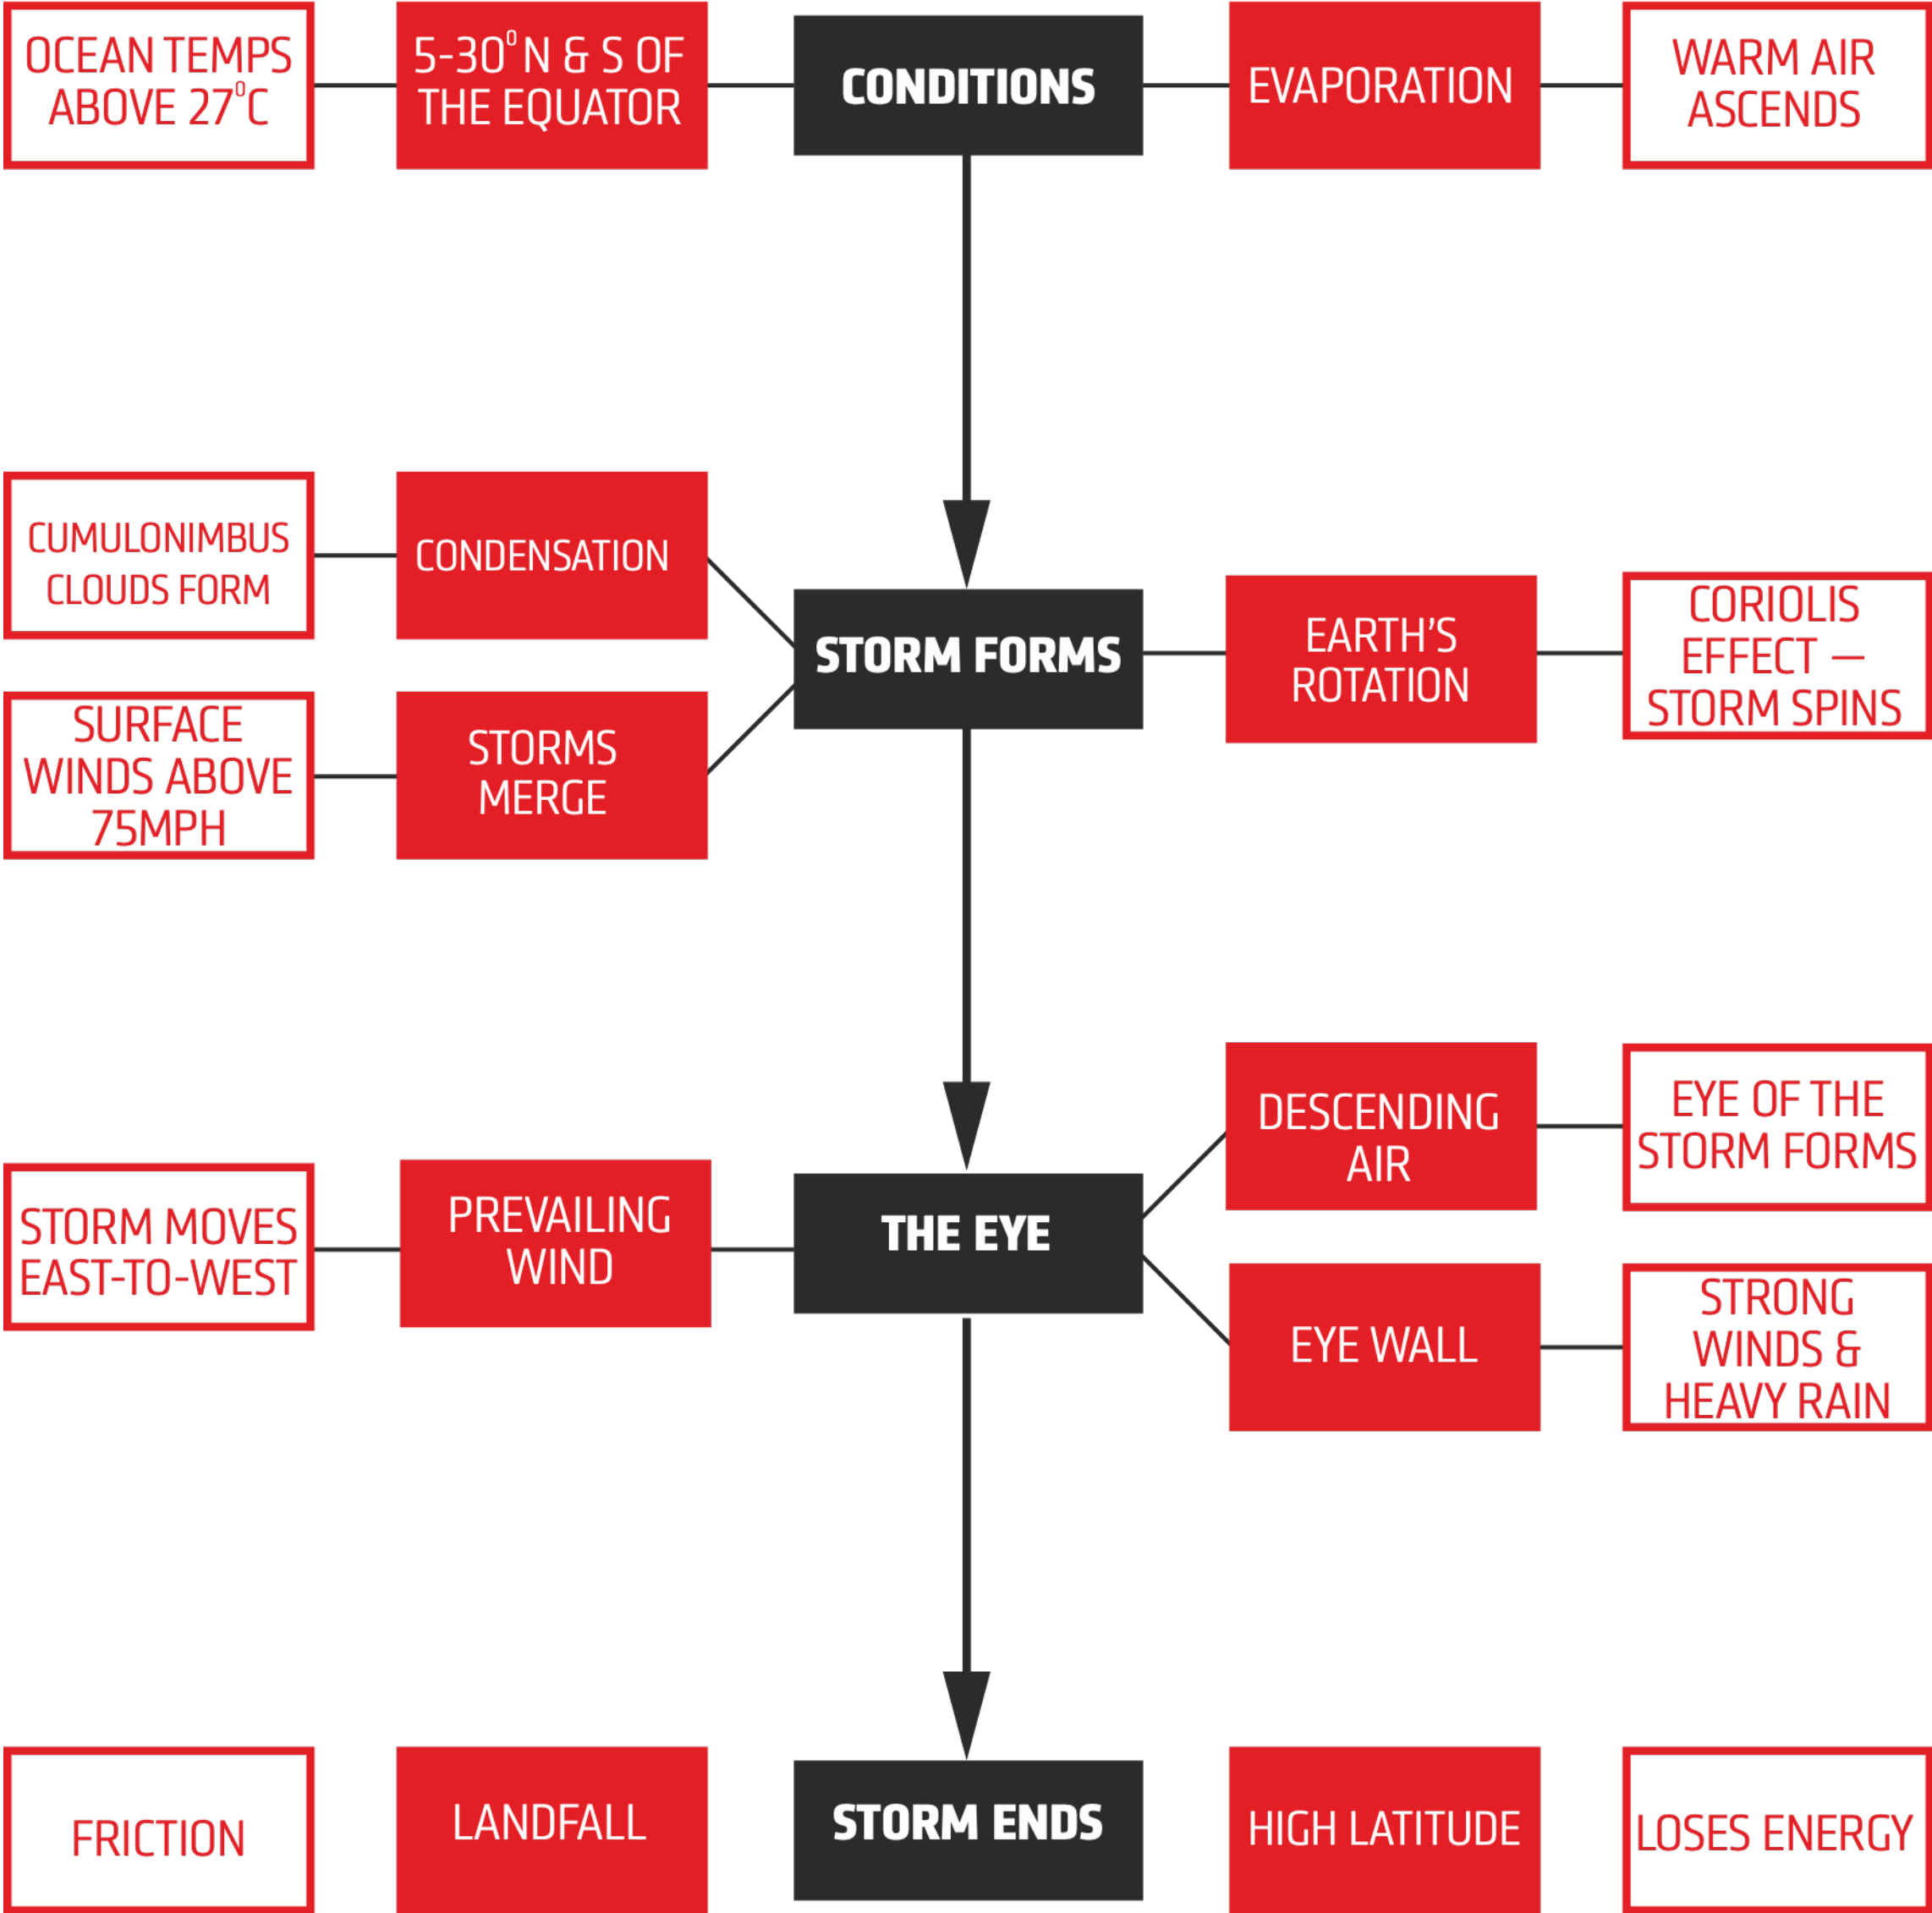 OCEAN TEMPS
ABOVE 27°C
5-30°N & S OF
THE EQUATOR
CONDITIONS
EVAPORATION
WARM AIR
ASCENDS
CUMULONIMBUS
CLOUDS FORM
CONDENSATION
SURFACE
WINDS ABOVE
75MPH
STORMS
MERGE
STORM FORMS
EARTH’S
ROTATION
CORIOLIS
EFFECT —
STORM SPINS
STORM MOVES
EAST-TO-WEST
PREVAILING
WIND
THE EYE
DESCENDING
AIR
EYE OF THE
STORM FORMS
EYE WALL
STRONG
WINDS &
HEAVY RAIN
FRICTION
LANDFALL
STORM ENDS
HIGH LATITUDE
LOSES ENERGY